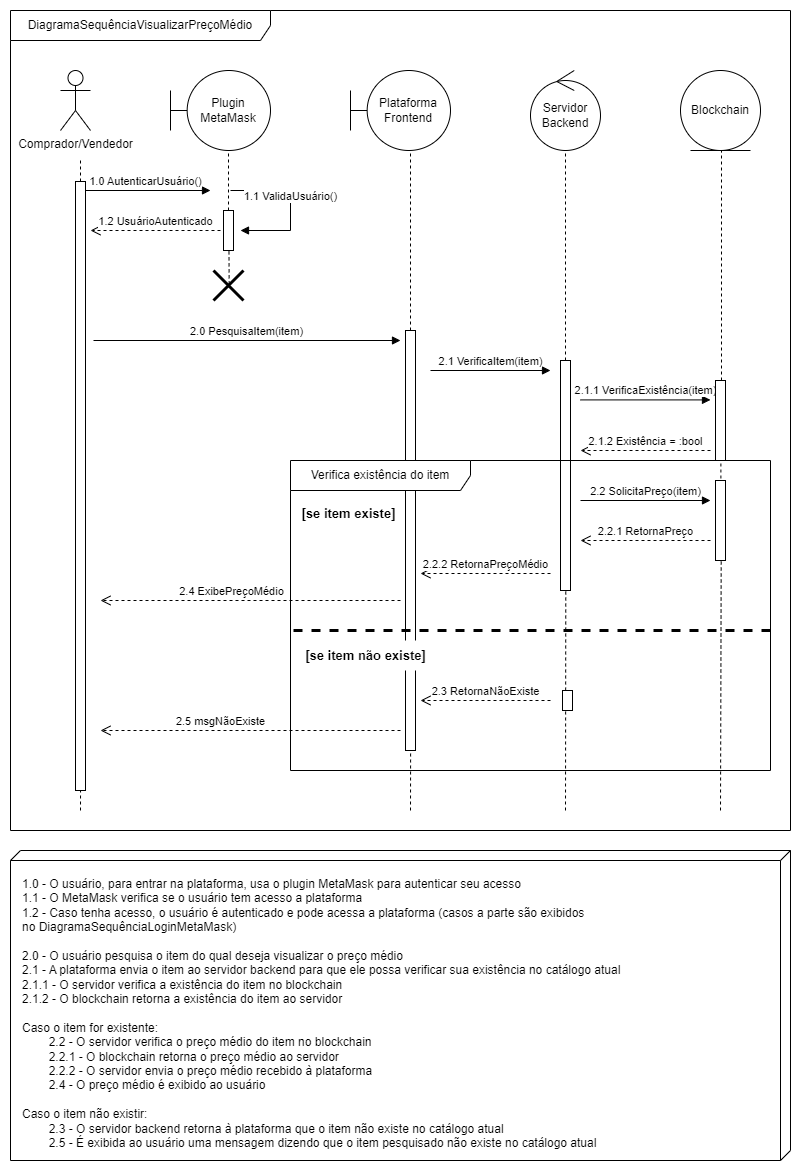 DiagramaSequênciaVisualizarPreçoMédio
Plugin
MetaMask
Plataforma
Frontend
Servidor
Backend
Blockchain
Comprador/Vendedor
1.0 AutenticarUsuário()
1.1 ValidaUsuário()
1.2 UsuárioAutenticado
2.0 PesquisaItem(item)
2.1 VerificaItem(item)
2.1.1 VerificaExistência(item)
2.1.2 Existência = :bool
Verifica existência do item
2.2 SolicitaPreço(item)
[se item existe]
2.2.1 RetornaPreço
2.2.2 RetornaPreçoMédio
2.4 ExibePreçoMédio
[se item não existe]
2.3 RetornaNãoExiste
2.5 msgNãoExiste
1.0 - O usuário, para entrar na plataforma, usa o plugin MetaMask para autenticar seu acesso
1.1 - O MetaMask verifica se o usuário tem acesso a plataforma
1.2 - Caso tenha acesso, o usuário é autenticado e pode acessa a plataforma (casos a parte são exibidos
no DiagramaSequênciaLoginMetaMask)
2.0 - O usuário pesquisa o item do qual deseja visualizar o preço médio
2.1 - A plataforma envia o item ao servidor backend para que ele possa verificar sua existência no catálogo atual
2.1.1 - O servidor verifica a existência do item no blockchain
2.1.2 - O blockchain retorna a existência do item ao servidor
Caso o item for existente:
2.2 - O servidor verifica o preço médio do item no blockchain
2.2.1 - O blockchain retorna o preço médio ao servidor
2.2.2 - O servidor envia o preço médio recebido à plataforma
2.4 - O preço médio é exibido ao usuário
Caso o item não existir:
2.3 - O servidor backend retorna à plataforma que o item não existe no catálogo atual
2.5 - É exibida ao usuário uma mensagem dizendo que o item pesquisado não existe no catálogo atual